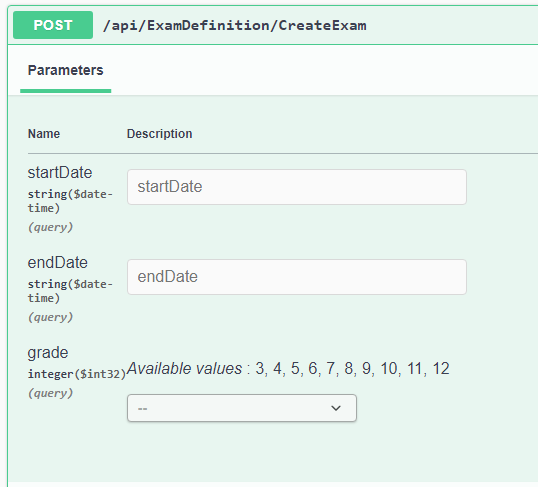 POST /api/ExamDefinition/CreateExam
Parameters
Name Description
startDate
string($date-
time)
(query)
startDate
endDate
string($date-
time)
(query)
endDate
grade
integer($int32)
(query)
Available values : 3, 4, 5, 6, 7, 8, 9, 10, 11, 12
--